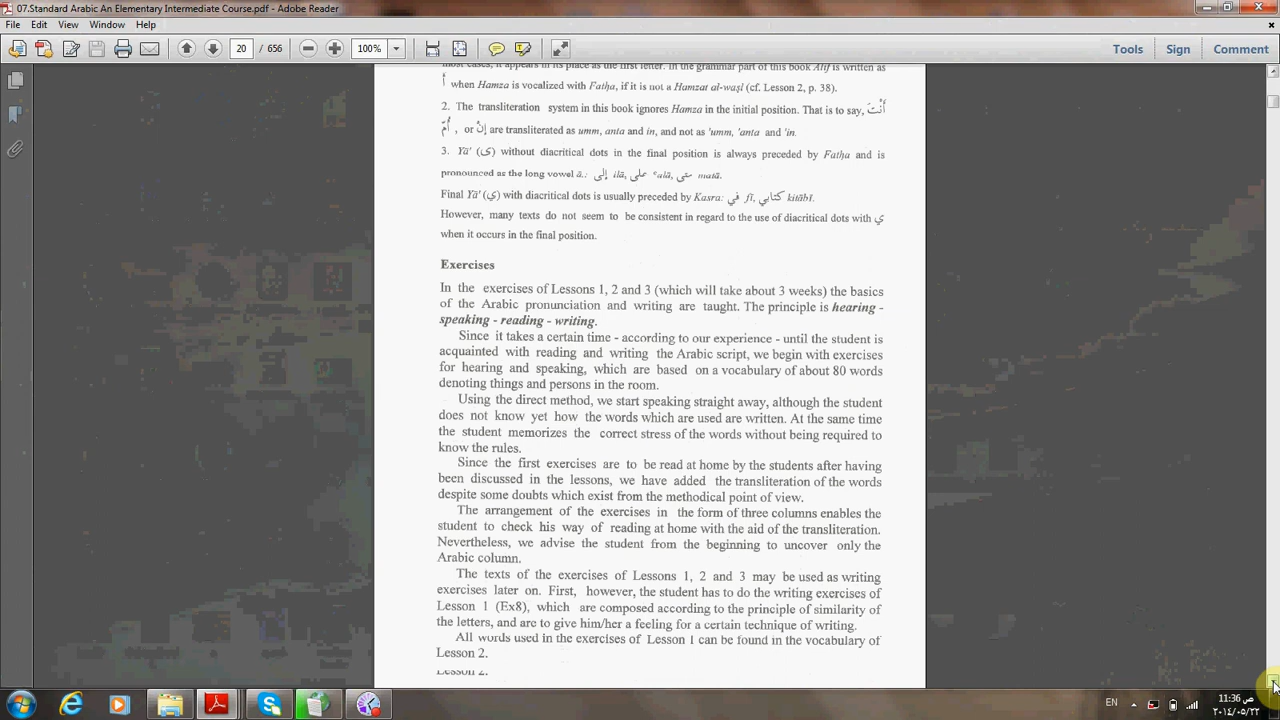 07.Standard Arabic An Elementary Intermediate Course.pdf - Adobe Reader
File Edit View Window Help
20 / 656 100% Tools Sign Comment
most cases, it appears in its place as the first letter. In the grammar part of this book Alif is written as
أ when Hamza is vocalized with Fatḥa, if it is not a Hamzat al-waṣl (cf. Lesson 2, p. 38).
2. The transliteration system in this book ignores Hamza in the initial position. That is to say, أَنْتَ
أُمّ , or إنْ are transliterated as umm, anta and in, and not as 'umm, 'anta and 'in.
3. Yā' (ى) without diacritical dots in the final position is always preceded by Fatḥa and is
pronounced as the long vowel ā.: إلى ilā, على ʿalā, متى matā.
Final Yā' (ي) with diacritical dots is usually preceded by Kasra: في fī, كتابي kitābī.
However, many texts do not seem to be consistent in regard to the use of diacritical dots with ي
when it occurs in the final position.
Exercises
In the exercises of Lessons 1, 2 and 3 (which will take about 3 weeks) the basics
of the Arabic pronunciation and writing are taught. The principle is hearing -
speaking - reading - writing.
Since it takes a certain time - according to our experience - until the student is
acquainted with reading and writing the Arabic script, we begin with exercises
for hearing and speaking, which are based on a vocabulary of about 80 words
denoting things and persons in the room.
Using the direct method, we start speaking straight away, although the student
does not know yet how the words which are used are written. At the same time
the student memorizes the correct stress of the words without being required to
know the rules.
Since the first exercises are to be read at home by the students after having
been discussed in the lessons, we have added the transliteration of the words
despite some doubts which exist from the methodical point of view.
The arrangement of the exercises in the form of three columns enables the
student to check his way of reading at home with the aid of the transliteration.
Nevertheless, we advise the student from the beginning to uncover only the
Arabic column.
The texts of the exercises of Lessons 1, 2 and 3 may be used as writing
exercises later on. First, however, the student has to do the writing exercises of
Lesson 1 (Ex8), which are composed according to the principle of similarity of
the letters, and are to give him/her a feeling for a certain technique of writing.
All words used in the exercises of Lesson 1 can be found in the vocabulary of
Lesson 2.
Lesson 2.
EN
11:36 ص
٢٠١٤/٠٥/٢٢